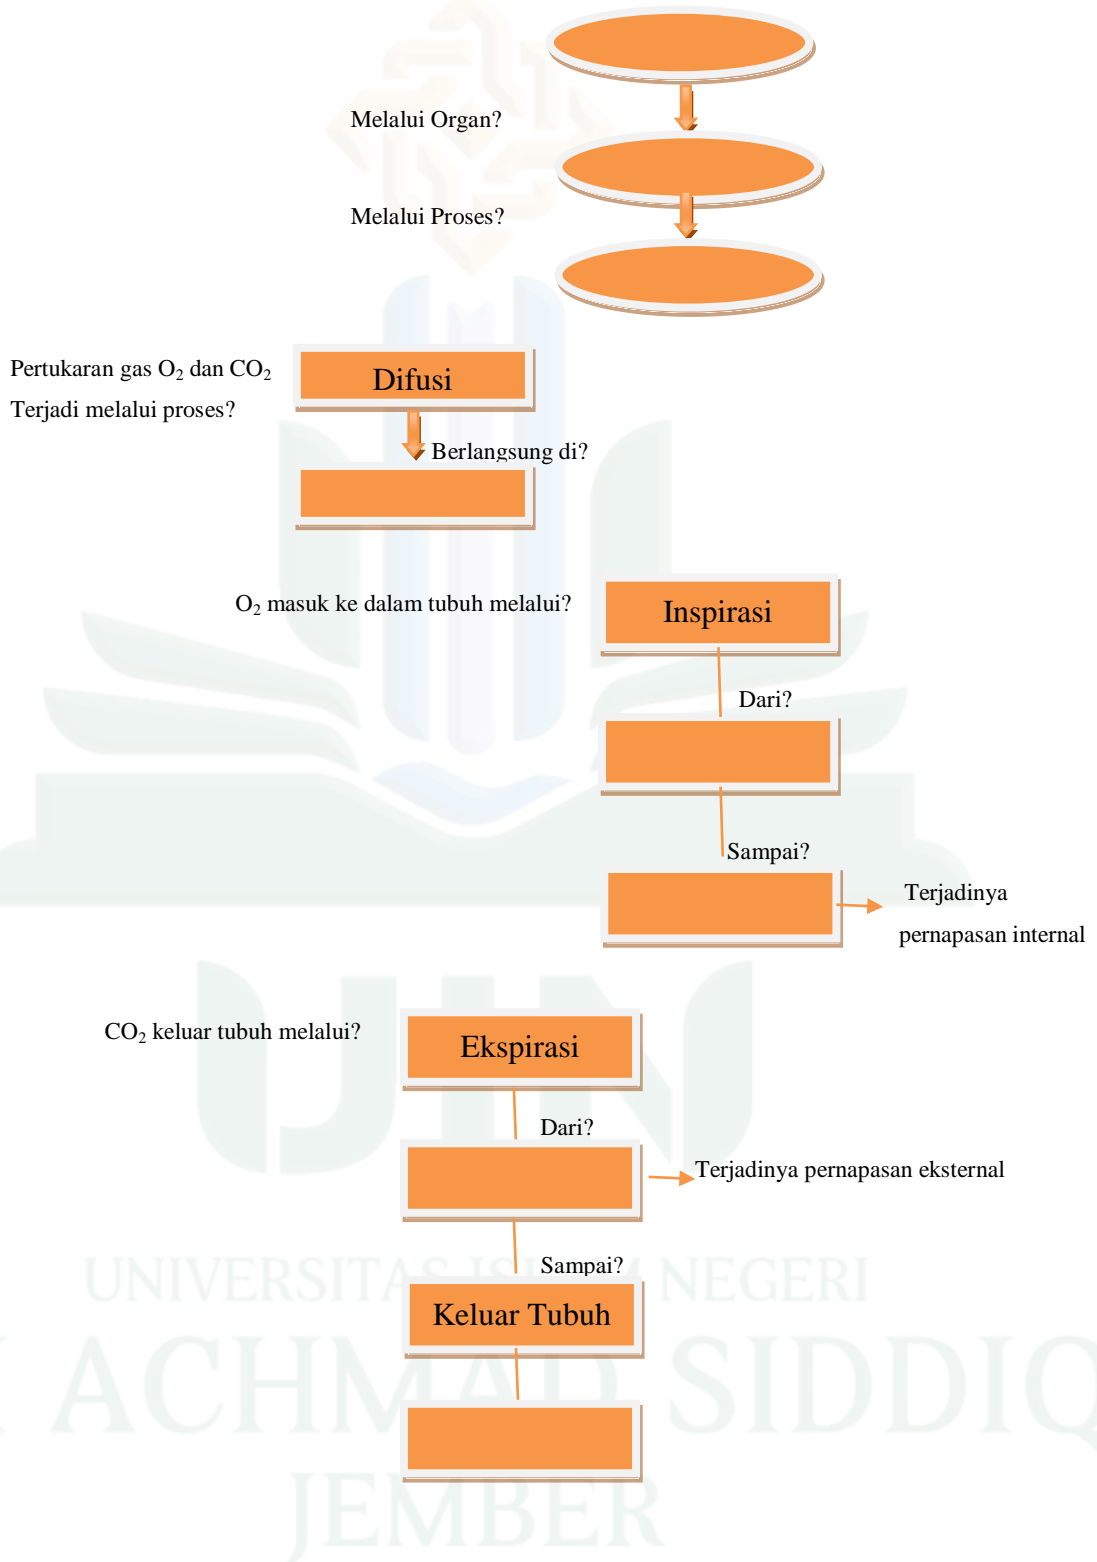 Melalui Organ?
Melalui Proses?
Pertukaran gas O₂ dan CO₂
Terjadi melalui proses?
Difusi
Berlangsung di?
O₂ masuk ke dalam tubuh melalui?
Inspirasi
Dari?
Sampai?
Terjadinya
pernapasan internal
CO₂ keluar tubuh melalui?
Ekspirasi
Dari?
Terjadinya pernapasan eksternal
Sampai?
Keluar Tubuh
UIN
UNIVERSITAS ISLAM NEGERI
ACHMAD SIDDIQ
JEMBER